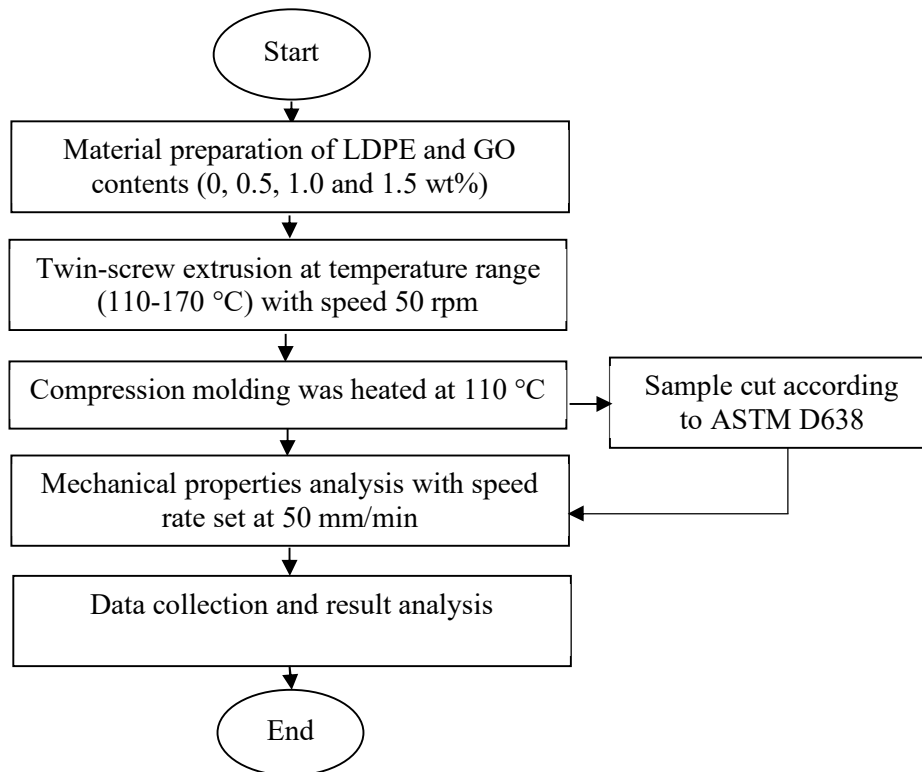 Start
Material preparation of LDPE and GO
contents (0, 0.5, 1.0 and 1.5 wt%)
Twin-screw extrusion at temperature range
(110-170 °C) with speed 50 rpm
Compression molding was heated at 110 °C
Sample cut according
to ASTM D638
Mechanical properties analysis with speed
rate set at 50 mm/min
Data collection and result analysis
End